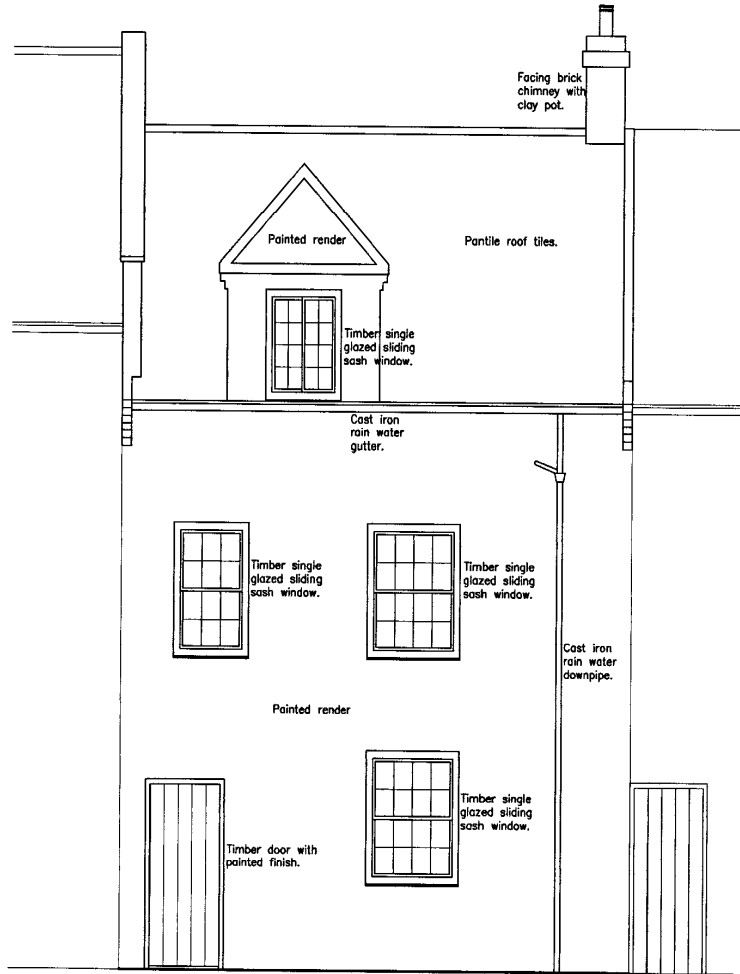 Facing brick
chimney with
clay pot.
Painted render
Pantile roof tiles.
Timber single
glazed sliding
sash window.
Cast iron
rain water
gutter.
Timber single
glazed sliding
sash window.
Timber single
glazed sliding
sash window.
Cast iron
rain water
downpipe.
Painted render
Timber single
glazed sliding
sash window.
Timber door with
painted finish.